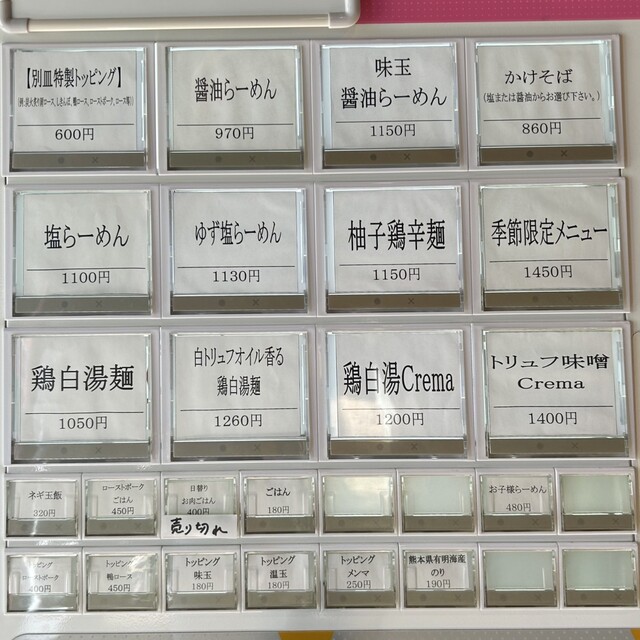 【別皿特製トッピング】
600円
醤油らーめん
970円
味玉
醤油らーめん
1150円
かけそば
(塩または醤油からお選び下さい。)
860円
塩らーめん
1100円
ゆず塩らーめん
1130円
柚子鶏辛麺
1150円
季節限定メニュー
1450円
鶏白湯麺
1050円
白トリュフオイル香る
鶏白湯麺
1260円
鶏白湯Crema
1200円
トリュフ味噌
Crema
1400円
ネギ玉飯
320円
ローストポーク
ごはん
450円
日替り
お肉ごはん
400円
売り切れ
ごはん
180円
お子様らーめん
480円
トッピング
ローストポーク
400円
トッピング
鴨ロース
450円
トッピング
味玉
180円
トッピング
温玉
180円
トッピング
メンマ
250円
熊本県有明海産
のり
190円